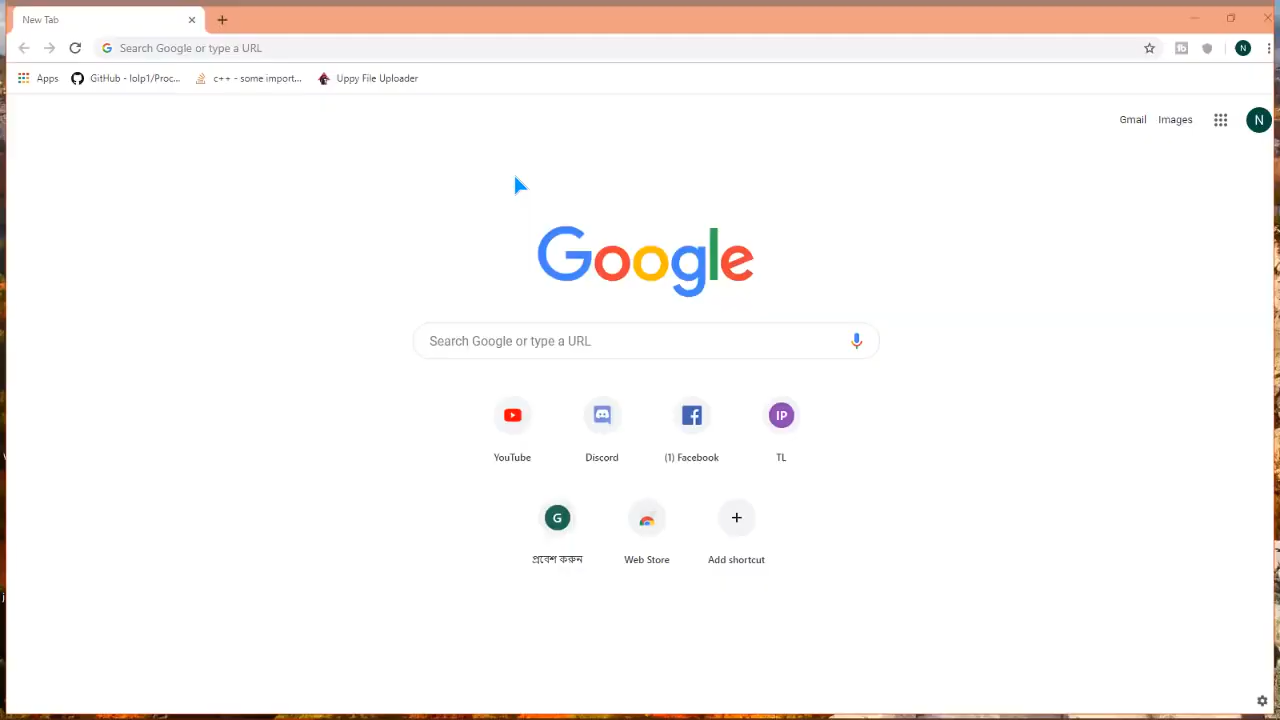 New Tab
Search Google or type a URL
N
Apps
GitHub - lolp1/Proc...
c++ - some import...
Uppy File Uploader
Gmail
Images
N
Google
Search Google or type a URL
IP
YouTube
Discord
(1) Facebook
TL
G
প্রবেশ করুন
Web Store
Add shortcut